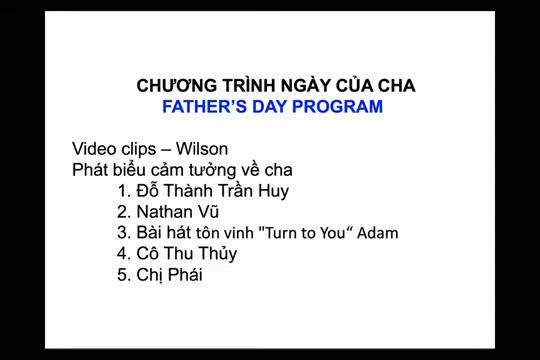 CHƯƠNG TRÌNH NGÀY CỦA CHA
FATHER'S DAY PROGRAM
Video clips – Wilson
Phát biểu cảm tưởng về cha
1. Đỗ Thành Trần Huy
2. Nathan Vũ
3. Bài hát tôn vinh "Turn to You“ Adam
4. Cô Thu Thủy
5. Chị Phái